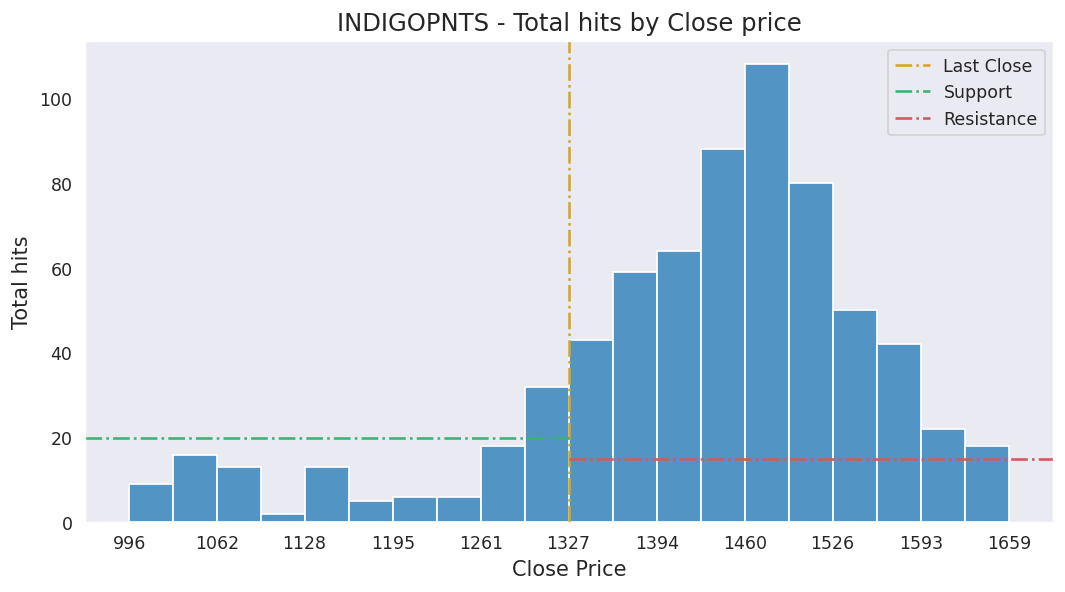 INDIGOPNTS - Total hits by Close price
Last Close
Support
Resistance
Total hits
100
80
60
40
20
0
996 1062 1128 1195 1261 1327 1394 1460 1526 1593 1659
Close Price